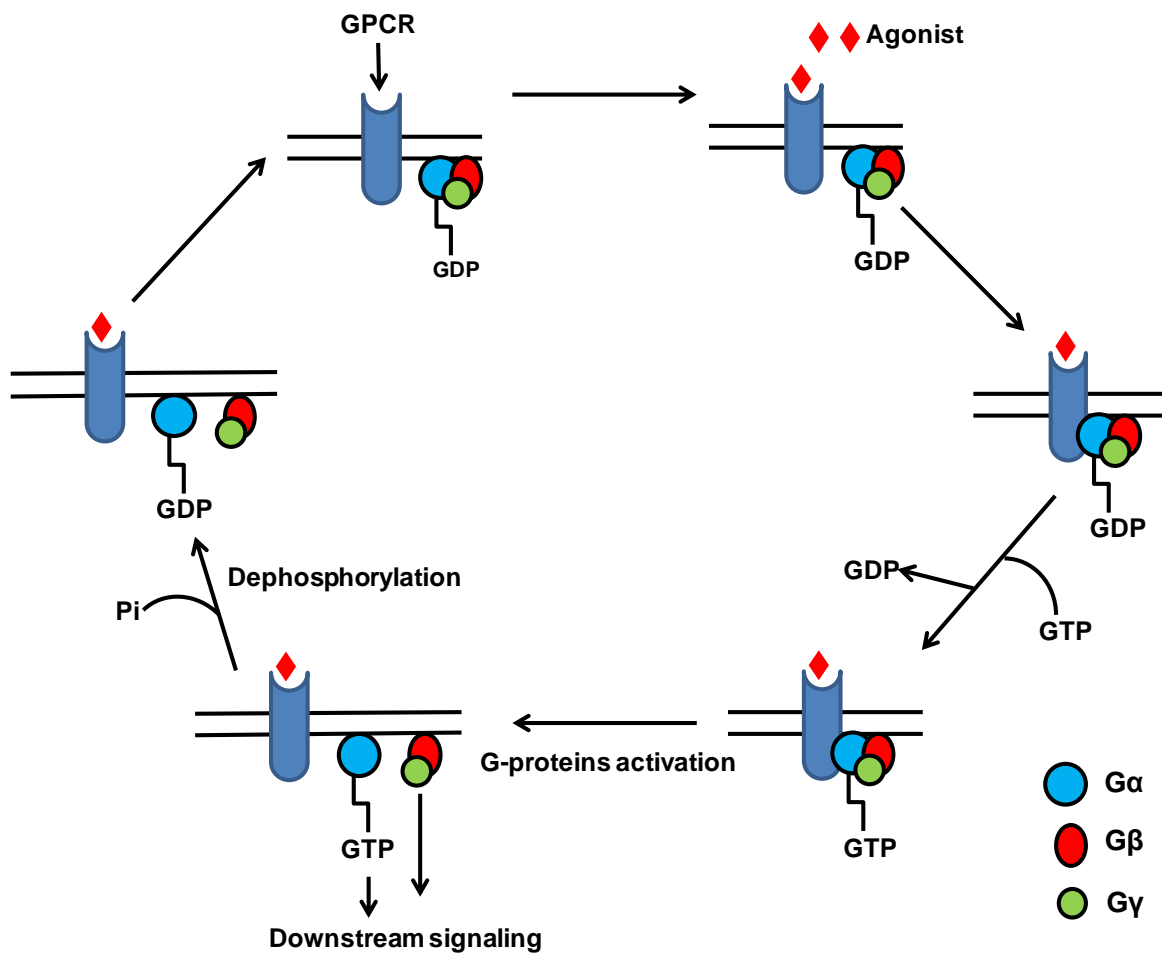 GPCR
Agonist
GDP
GDP
GDP
GDP
GTP
GDP
Dephosphorylation
Pi
G-proteins activation
GTP
GTP
Downstream signaling
Gα
Gβ
Gγ